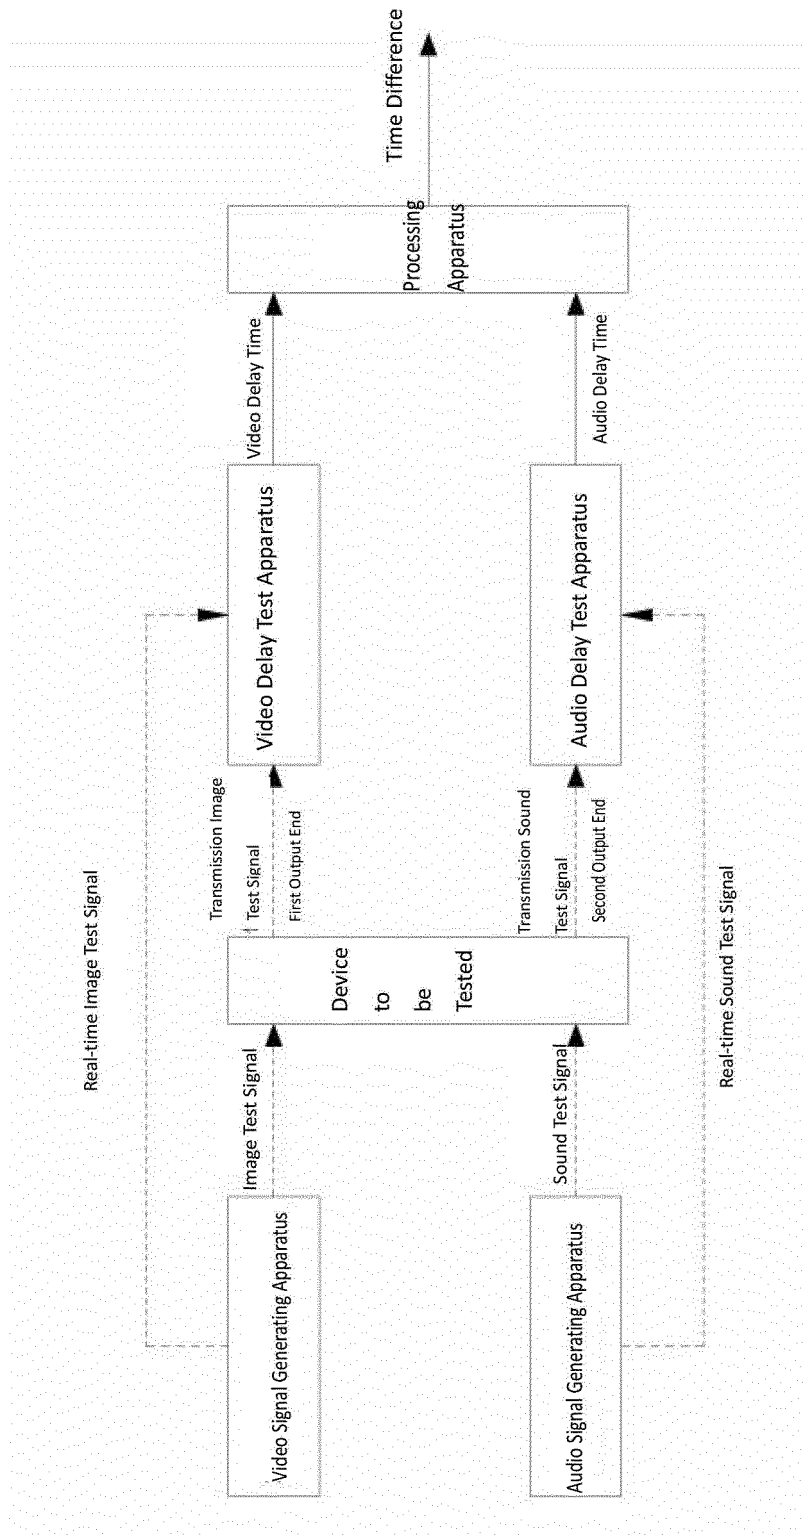 Real-time Image Test Signal
Video Signal Generating Apparatus
Image Test Signal
Device
to
be
Tested
Transmission Image
Test Signal
First Output End
Video Delay Test Apparatus
Video Delay Time
Processing
Apparatus
Time Difference
Audio Signal Generating Apparatus
Sound Test Signal
Transmission Sound
Test Signal
Second Output End
Audio Delay Test Apparatus
Audio Delay Time
Real-time Sound Test Signal